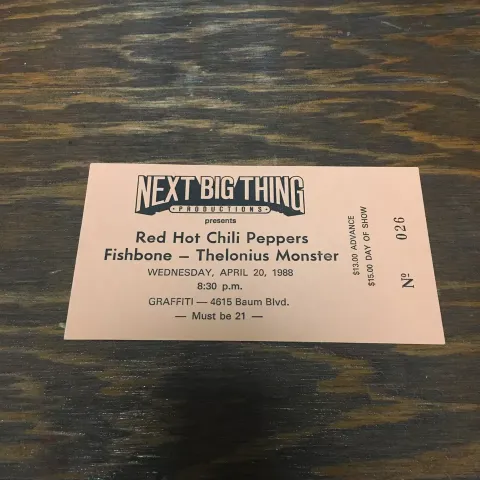 NEXT BIG THING
• PRODUCTIONS •
presents
Red Hot Chili Peppers
Fishbone — Thelonius Monster
WEDNESDAY, APRIL 20, 1988
8:30 p.m.
GRAFFITI — 4615 Baum Blvd.
— Must be 21 —
$13.00 ADVANCE
$15.00 DAY OF SHOW
Nº 026